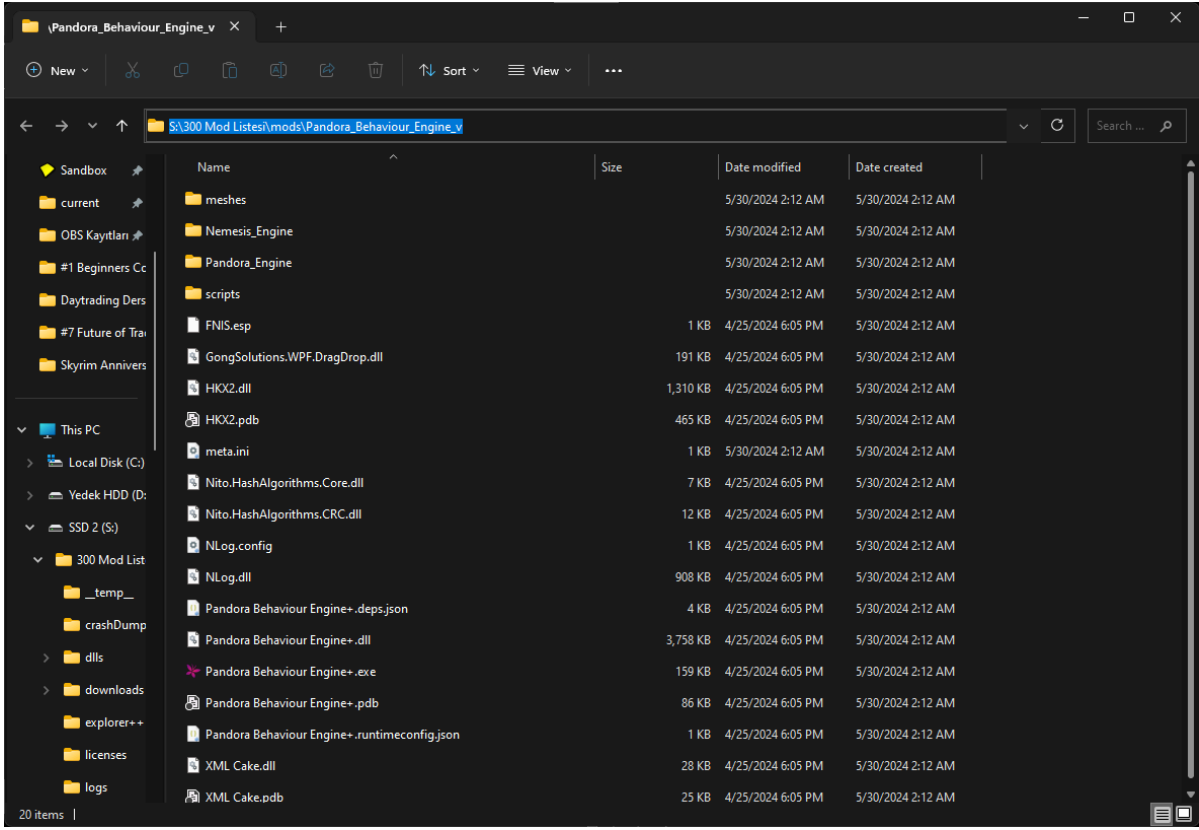 \Pandora_Behaviour_Engine_v
New Sort View
S:\300 Mod Listesi\mods\Pandora_Behaviour_Engine_v Search ...
Name Size Date modified Date created
Sandbox
current
OBS Kayıtları
#1 Beginners Cc
Daytrading Ders
#7 Future of Tra
Skyrim Annivers
This PC
Local Disk (C:)
Yedek HDD (D:
SSD 2 (S:)
300 Mod List
__temp__
crashDump
dlls
downloads
explorer++
licenses
logs
meshes 5/30/2024 2:12 AM 5/30/2024 2:12 AM
Nemesis_Engine 5/30/2024 2:12 AM 5/30/2024 2:12 AM
Pandora_Engine 5/30/2024 2:12 AM 5/30/2024 2:12 AM
scripts 5/30/2024 2:12 AM 5/30/2024 2:12 AM
FNIS.esp 1 KB 4/25/2024 6:05 PM 5/30/2024 2:12 AM
GongSolutions.WPF.DragDrop.dll 191 KB 4/25/2024 6:05 PM 5/30/2024 2:12 AM
HKX2.dll 1,310 KB 4/25/2024 6:05 PM 5/30/2024 2:12 AM
HKX2.pdb 465 KB 4/25/2024 6:05 PM 5/30/2024 2:12 AM
meta.ini 1 KB 5/30/2024 2:12 AM 5/30/2024 2:12 AM
Nito.HashAlgorithms.Core.dll 7 KB 4/25/2024 6:05 PM 5/30/2024 2:12 AM
Nito.HashAlgorithms.CRC.dll 12 KB 4/25/2024 6:05 PM 5/30/2024 2:12 AM
NLog.config 1 KB 4/25/2024 6:05 PM 5/30/2024 2:12 AM
NLog.dll 908 KB 4/25/2024 6:05 PM 5/30/2024 2:12 AM
Pandora Behaviour Engine+.deps.json 4 KB 4/25/2024 6:05 PM 5/30/2024 2:12 AM
Pandora Behaviour Engine+.dll 3,758 KB 4/25/2024 6:05 PM 5/30/2024 2:12 AM
Pandora Behaviour Engine+.exe 159 KB 4/25/2024 6:05 PM 5/30/2024 2:12 AM
Pandora Behaviour Engine+.pdb 86 KB 4/25/2024 6:05 PM 5/30/2024 2:12 AM
Pandora Behaviour Engine+.runtimeconfig.json 1 KB 4/25/2024 6:05 PM 5/30/2024 2:12 AM
XML Cake.dll 28 KB 4/25/2024 6:05 PM 5/30/2024 2:12 AM
XML Cake.pdb 25 KB 4/25/2024 6:05 PM 5/30/2024 2:12 AM
20 items